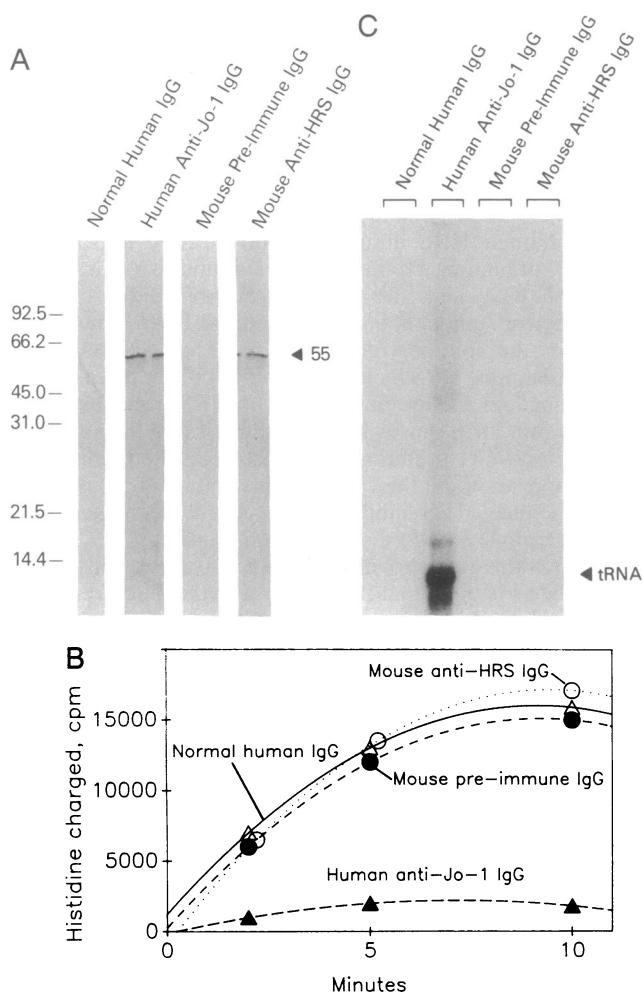 A
Normal Human IgG
Human Anti-Jo-1 IgG
Mouse Pre-Immune IgG
Mouse Anti-HRS IgG
92.5
66.2
45.0
31.0
21.5
14.4
◄ 55
C
Normal Human IgG
Human Anti-Jo-1 IgG
Mouse Pre-Immune IgG
Mouse Anti-HRS IgG
◄ tRNA
B
Histidine charged, cpm
15000
10000
5000
0
Mouse anti-HRS IgG
Normal human IgG
Mouse pre-immune IgG
Human anti-Jo-1 IgG
0 5 10
Minutes